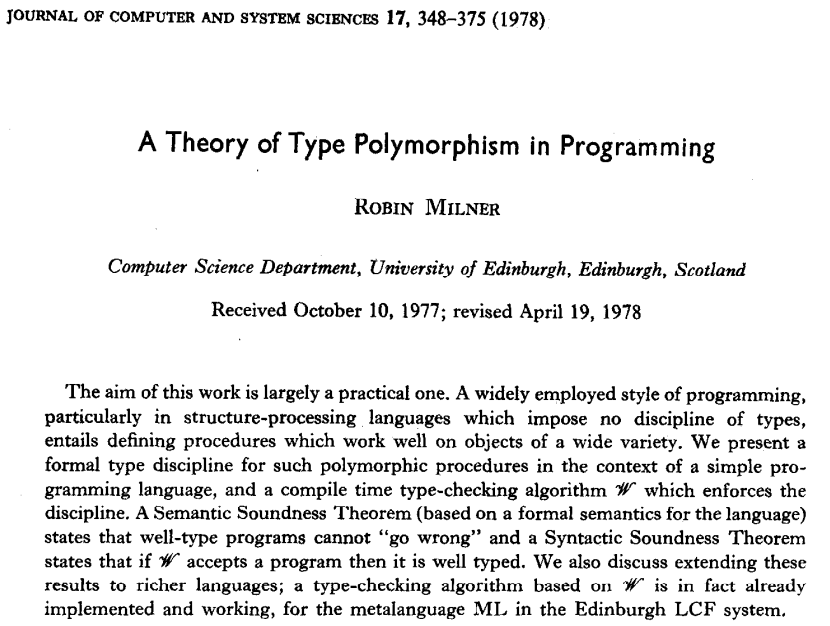 JOURNAL OF COMPUTER AND SYSTEM SCIENCES 17, 348–375 (1978)
A Theory of Type Polymorphism in Programming
ROBIN MILNER
Computer Science Department, University of Edinburgh, Edinburgh, Scotland
Received October 10, 1977; revised April 19, 1978
The aim of this work is largely a practical one. A widely employed style of programming,
particularly in structure-processing languages which impose no discipline of types,
entails defining procedures which work well on objects of a wide variety. We present a
formal type discipline for such polymorphic procedures in the context of a simple pro-
gramming language, and a compile time type-checking algorithm 𝒲 which enforces the
discipline. A Semantic Soundness Theorem (based on a formal semantics for the language)
states that well-type programs cannot “go wrong” and a Syntactic Soundness Theorem
states that if 𝒲 accepts a program then it is well typed. We also discuss extending these
results to richer languages; a type-checking algorithm based on 𝒲 is in fact already
implemented and working, for the metalanguage ML in the Edinburgh LCF system.